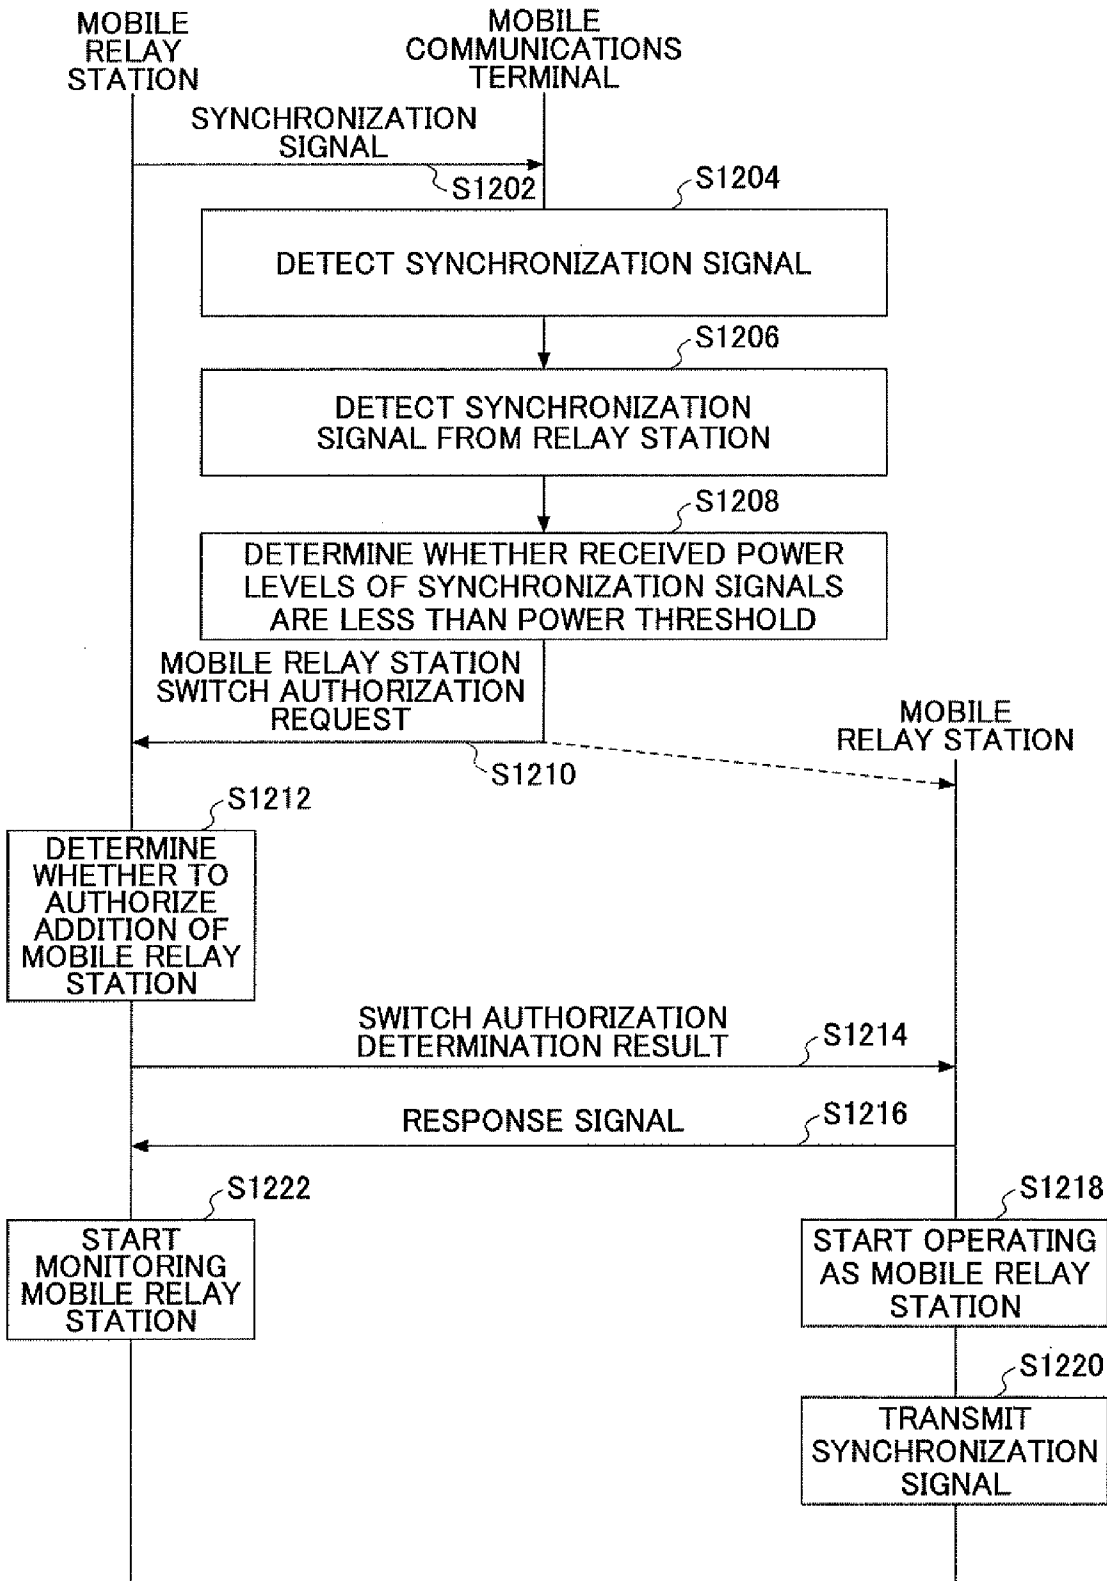 MOBILE
RELAY
STATION
MOBILE
COMMUNICATIONS
TERMINAL
SYNCHRONIZATION
SIGNAL
S1202
S1204
DETECT SYNCHRONIZATION SIGNAL
S1206
DETECT SYNCHRONIZATION
SIGNAL FROM RELAY STATION
S1208
DETERMINE WHETHER RECEIVED POWER
LEVELS OF SYNCHRONIZATION SIGNALS
ARE LESS THAN POWER THRESHOLD
MOBILE RELAY STATION
SWITCH AUTHORIZATION
REQUEST
S1210
MOBILE
RELAY STATION
S1212
DETERMINE
WHETHER TO
AUTHORIZE
ADDITION OF
MOBILE RELAY
STATION
SWITCH AUTHORIZATION
DETERMINATION RESULT
S1214
RESPONSE SIGNAL
S1216
S1222
START
MONITORING
MOBILE RELAY
STATION
S1218
START OPERATING
AS MOBILE RELAY
STATION
S1220
TRANSMIT
SYNCHRONIZATION
SIGNAL